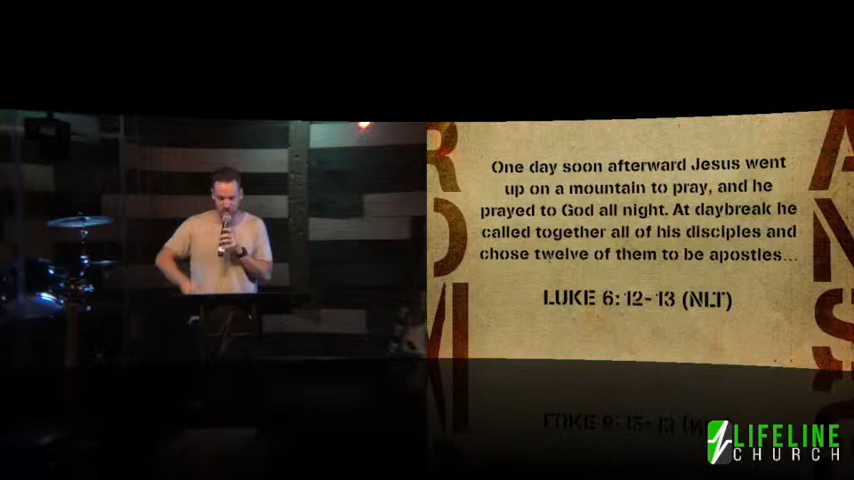 One day soon afterward Jesus went
up on a mountain to pray, and he
prayed to God all night. At daybreak he
called together all of his disciples and
chose twelve of them to be apostles...
LUKE 6:12-13 (NLT)
LIFELINE
CHURCH